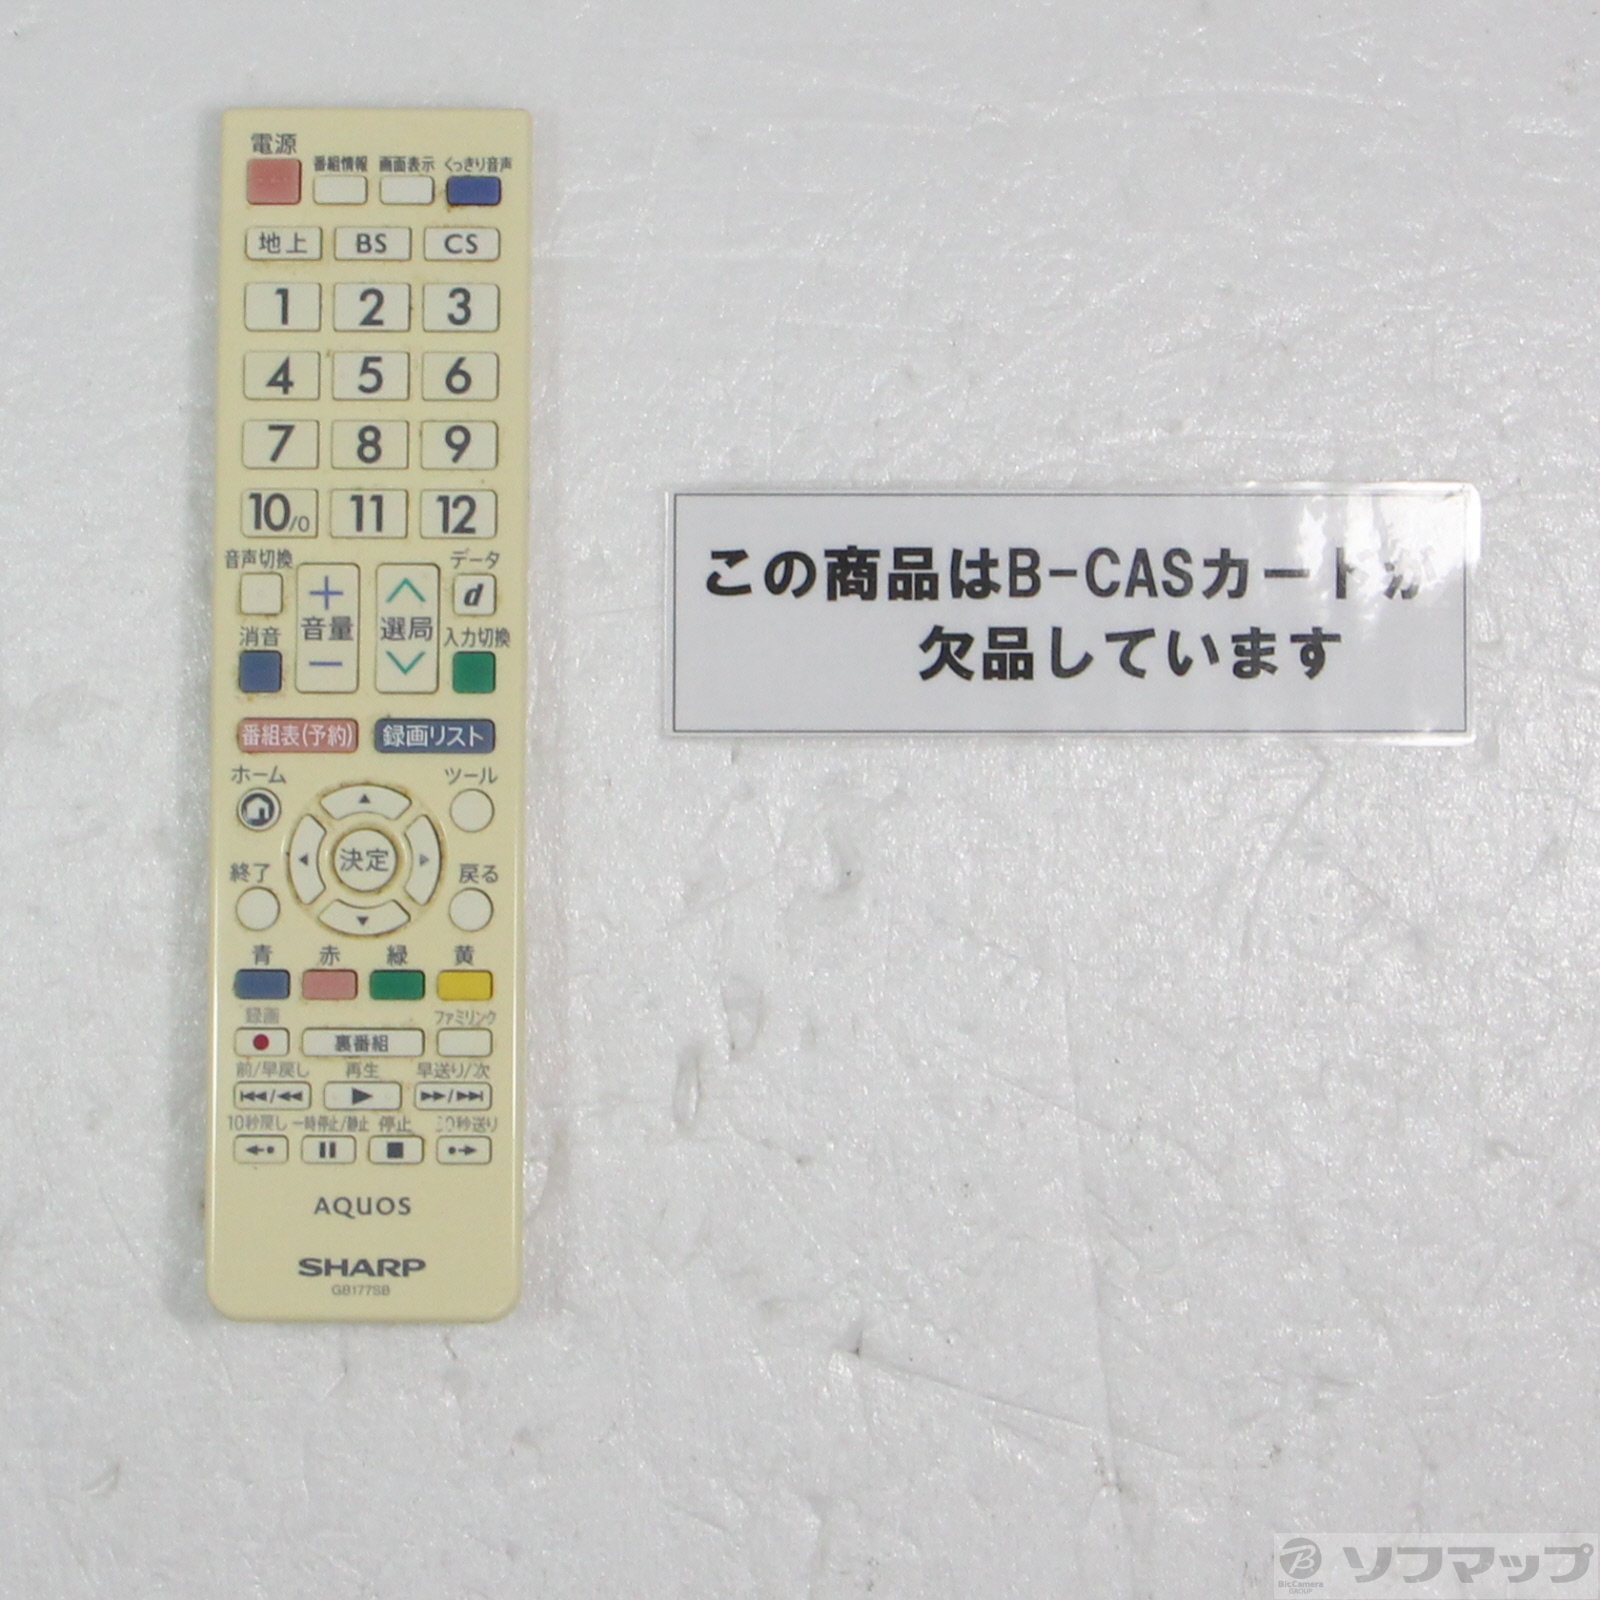 電源
番組情報 画面表示 くっきり音声
地上 BS CS
1 2 3
4 5 6
7 8 9
10/0 11 12
音声切換 データ
+ d
音量 選局
消音 入力切換
番組表(予約) 録画リスト
ホーム ツール
決定
終了 戻る
青 赤 緑 黄
録画 ファミリンク
裏番組
前/早戻し 再生 早送り/次
10秒戻し 一時停止/静止 停止 秒送り
AQUOS
SHARP
GB177SB
この商品はB-CASカードが
欠品しています
B ソフマップ
BicCamera
GROUP